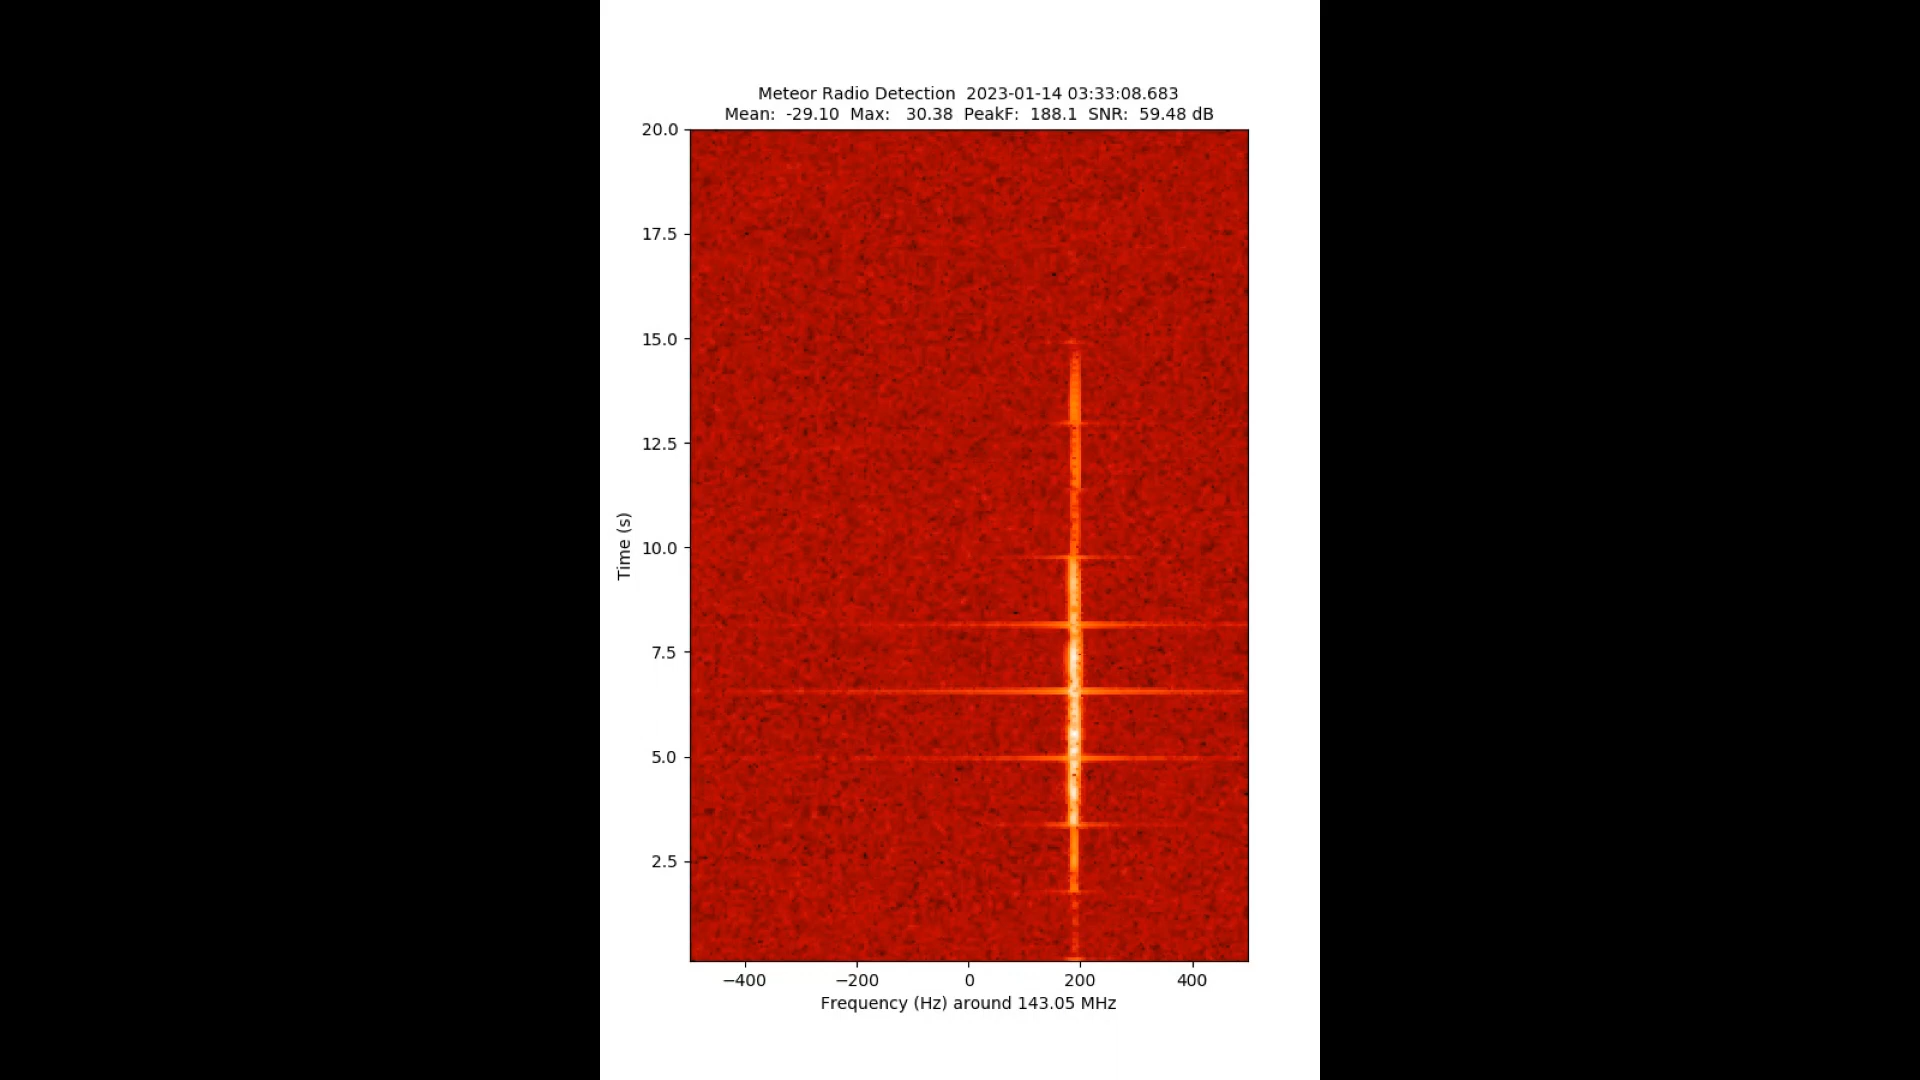 Meteor Radio Detection  2023-01-14 03:33:08.683
Mean:  -29.10  Max:   30.38  PeakF:  188.1  SNR:  59.48 dB
20.0
17.5
15.0
12.5
10.0
7.5
5.0
2.5
Time (s)
−400 −200 0 200 400
Frequency (Hz) around 143.05 MHz